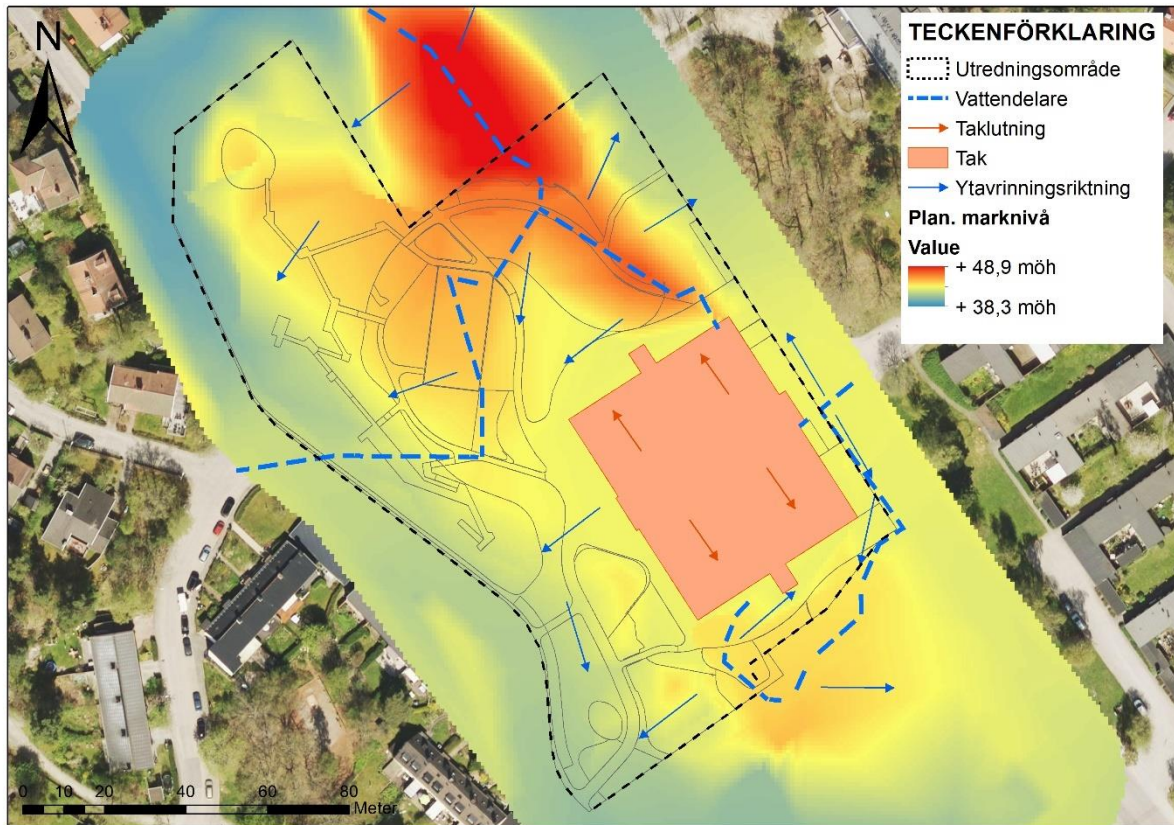 N
TECKENFÖRKLARING
Utredningsområde
Vattendelare
Taklutning
Tak
Ytavrinningsriktning
Plan. marknivå
Value
+ 48,9 möh
+ 38,3 möh
0 10 20 40 60 80
Meter